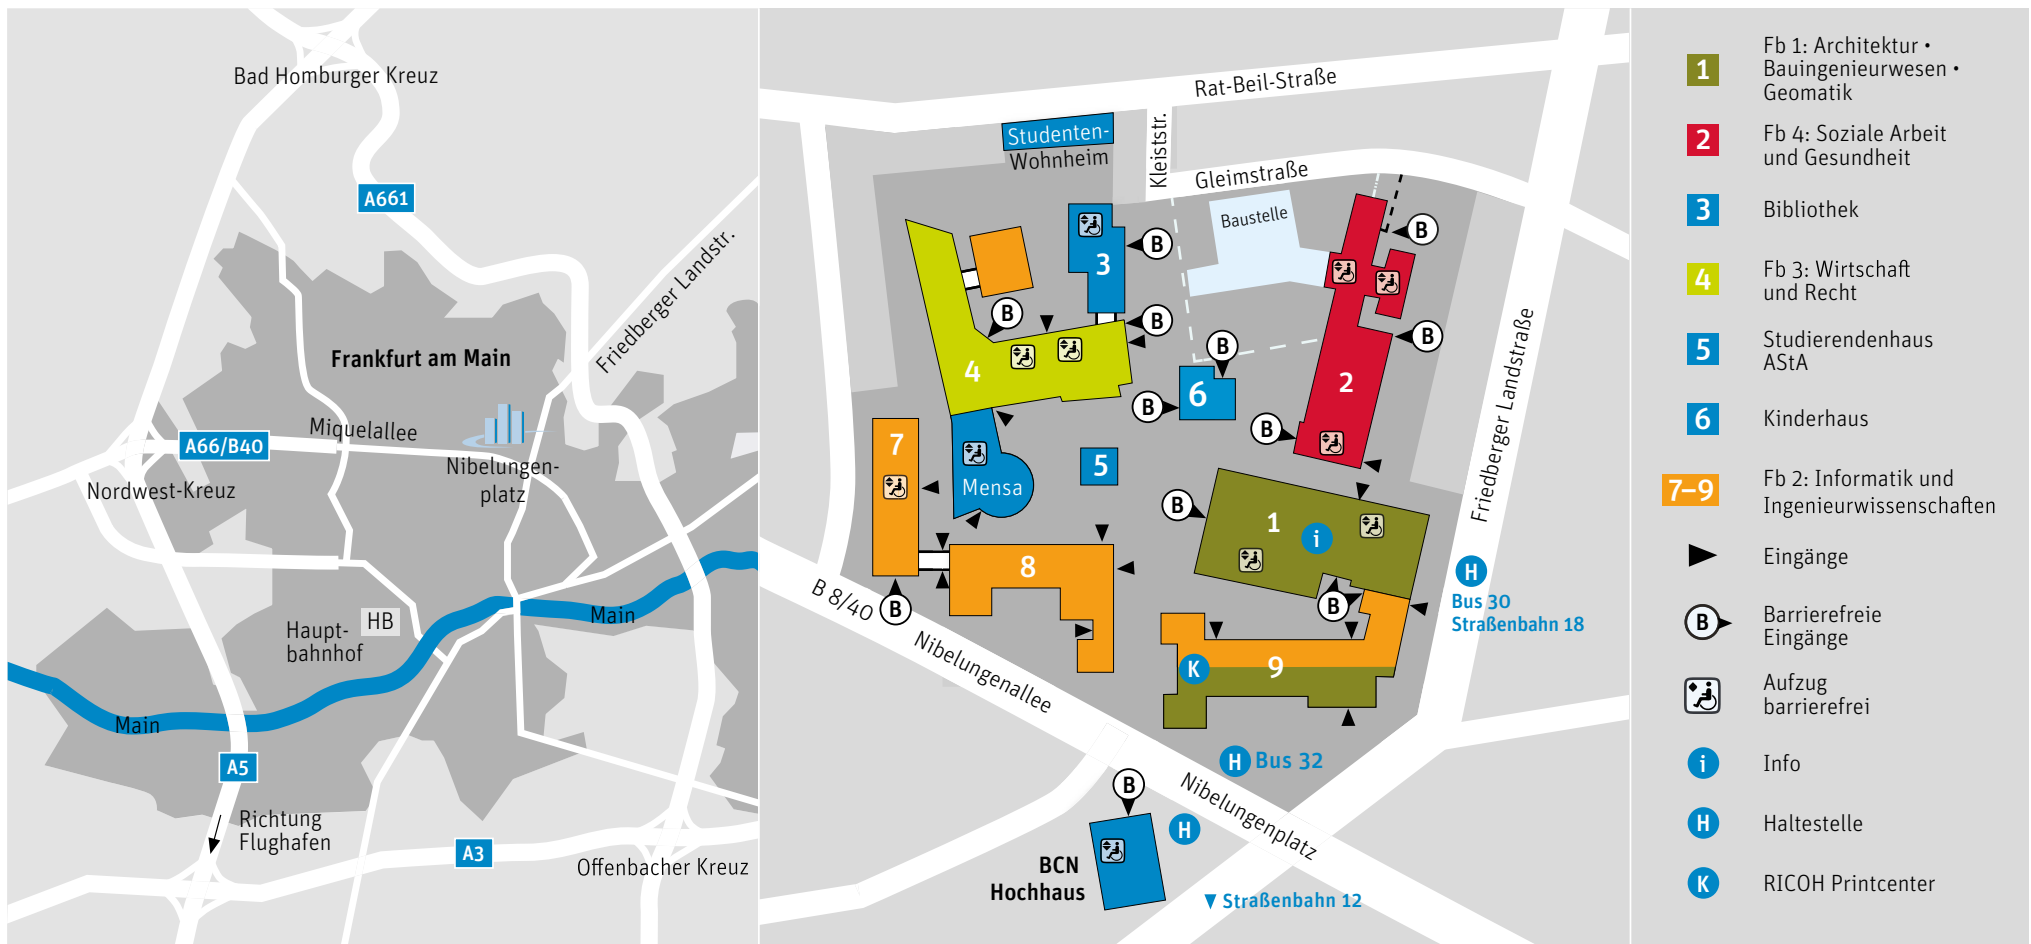 Bad Homburger Kreuz
A661
Friedberger Landstr.
Frankfurt am Main
Miquelallee
A66/B40
Nordwest-Kreuz
Nibelungen-
platz
HB
Haupt-
bahnhof
Main
Main
A5
Richtung
Flughafen
A3
Offenbacher Kreuz
Rat-Beil-Straße
Studenten-
Wohnheim
Kleiststr.
Gleimstraße
Baustelle
B
3
B
B
B
B
4
B
6
B
2
B
Friedberger Landstraße
7
5
Mensa
B
1
i
8
B
B
H
Bus 30
Straßenbahn 18
B 8/40
Nibelungenallee
K
9
H Bus 32
Nibelungenplatz
B
H
BCN
Hochhaus
Straßenbahn 12
1
Fb 1: Architektur •
Bauingenieurwesen •
Geomatik
2
Fb 4: Soziale Arbeit
und Gesundheit
3
Bibliothek
4
Fb 3: Wirtschaft
und Recht
5
Studierendenhaus
AStA
6
Kinderhaus
7–9
Fb 2: Informatik und
Ingenieurwissenschaften
Eingänge
B
Barrierefreie
Eingänge
Aufzug
barrierefrei
i
Info
H
Haltestelle
K
RICOH Printcenter